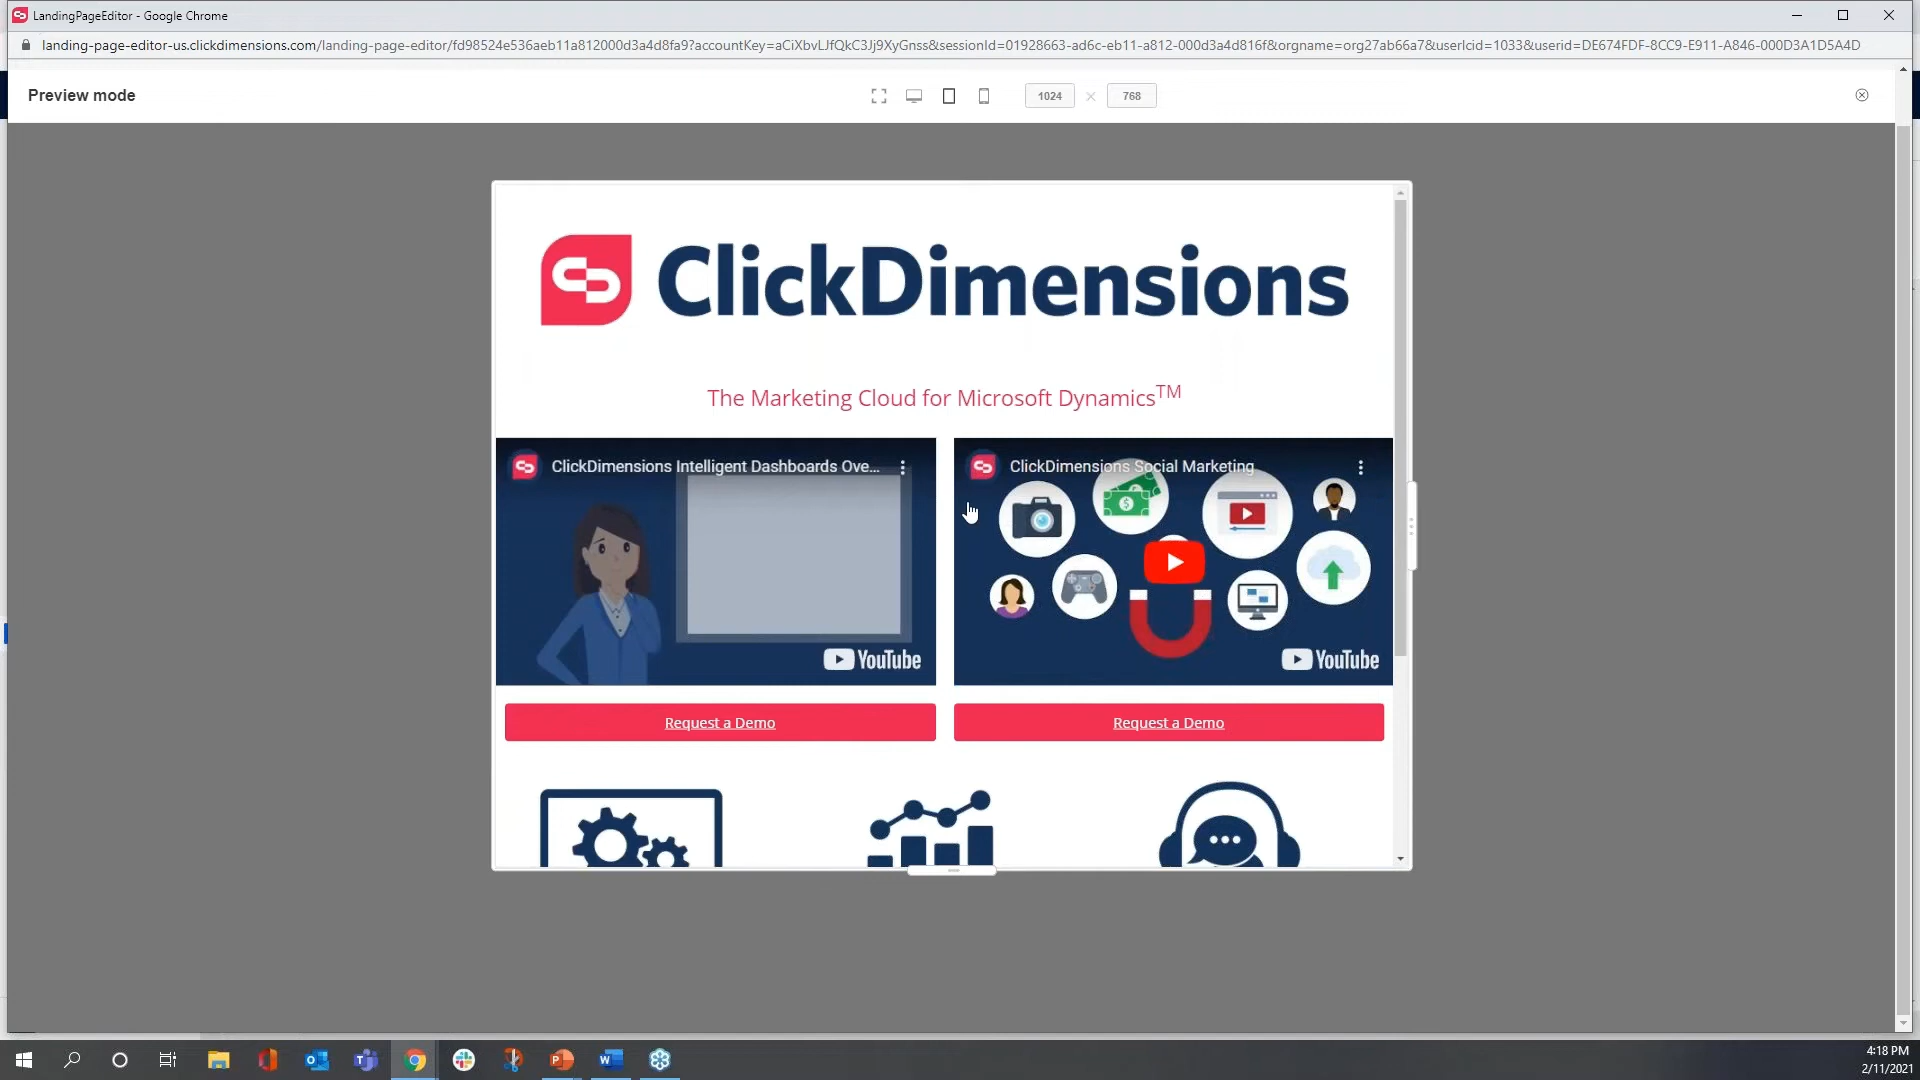 LandingPageEditor - Google Chrome
landing-page-editor-us.clickdimensions.com/landing-page-editor/fd98524e536aeb11a812000d3a4d8fa9?accountKey=aCiXbvLJfQkC3Jj9XyGnss&sessionId=01928663-ad6c-eb11-a812-000d3a4d816f&orgname=org27ab66a7&userlcid=1033&userid=DE674FDF-8CC9-E911-A846-000D3A1D5A4D
Preview mode
1024 × 768
ClickDimensions
The Marketing Cloud for Microsoft Dynamics™
ClickDimensions Intelligent Dashboards Ove...
ClickDimensions Social Marketing
YouTube
YouTube
Request a Demo
Request a Demo
4:18 PM
2/11/2021